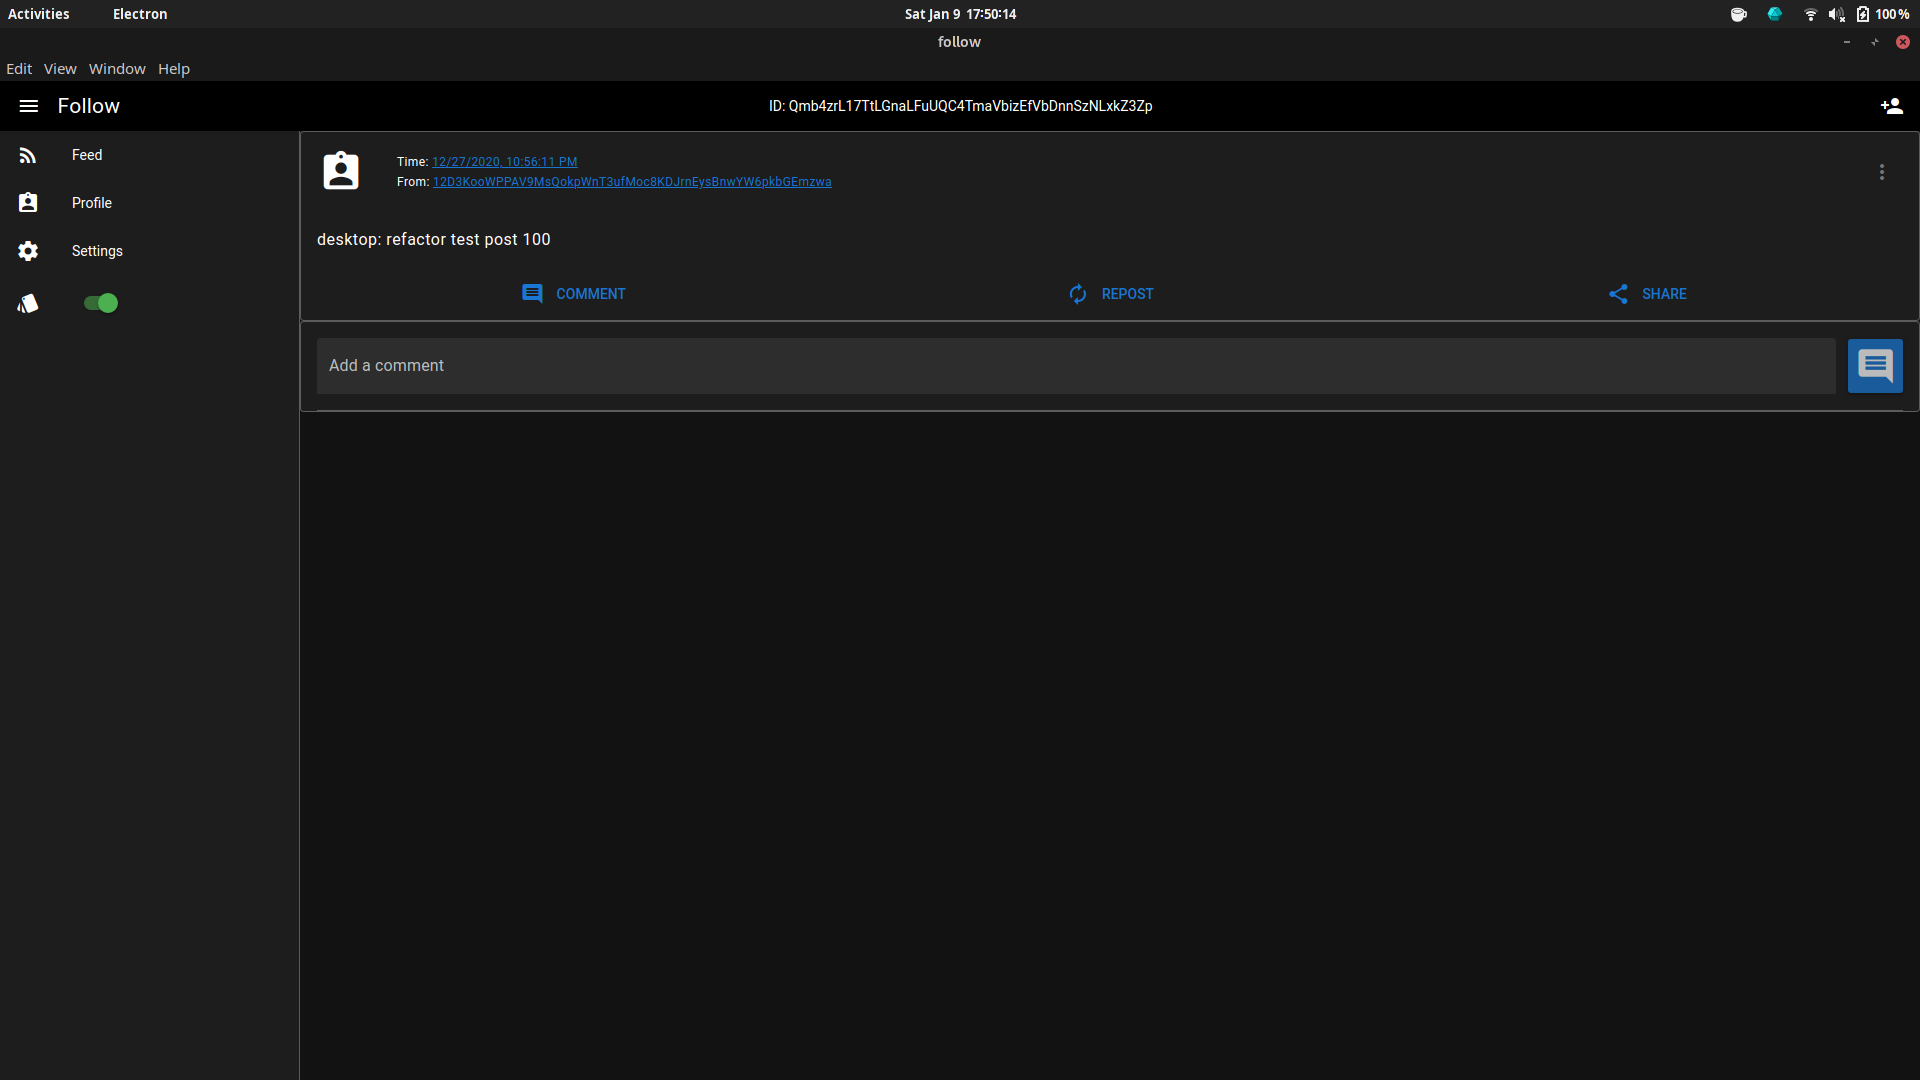 Activities Electron Sat Jan 9 17:50:14 100%
follow
Edit View Window Help
Follow ID: Qmb4zrL17TtLGnaLFuUQC4TmaVbizEfVbDnnSzNLxkZ3Zp
Feed
Profile
Settings
Time: 12/27/2020, 10:56:11 PM
From: 12D3KooWPPAV9MsQokpWnT3ufMoc8KDJrnEysBnwYW6pkbGEmzwa
desktop: refactor test post 100
COMMENT REPOST SHARE
Add a comment